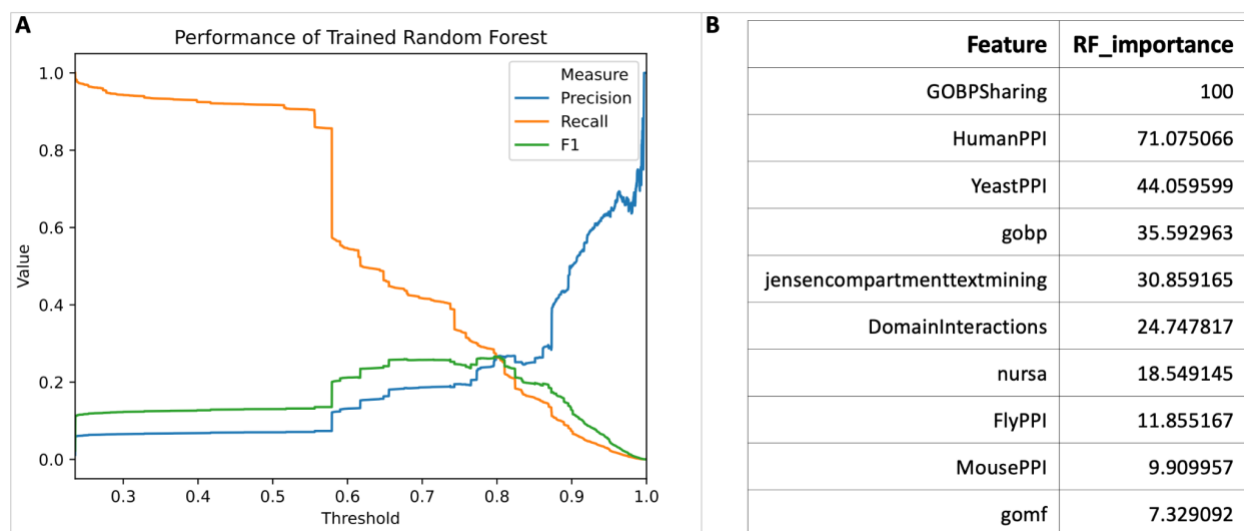 A
Performance of Trained Random Forest
Measure
Precision
Recall
F1
1.0
0.8
0.6
0.4
0.2
0.0
Value
0.3 0.4 0.5 0.6 0.7 0.8 0.9 1.0
Threshold
B
Feature RF_importance
GOBPSharing 100
HumanPPI 71.075066
YeastPPI 44.059599
gobp 35.592963
jensencompartmenttextmining 30.859165
DomainInteractions 24.747817
nursa 18.549145
FlyPPI 11.855167
MousePPI 9.909957
gomf 7.329092